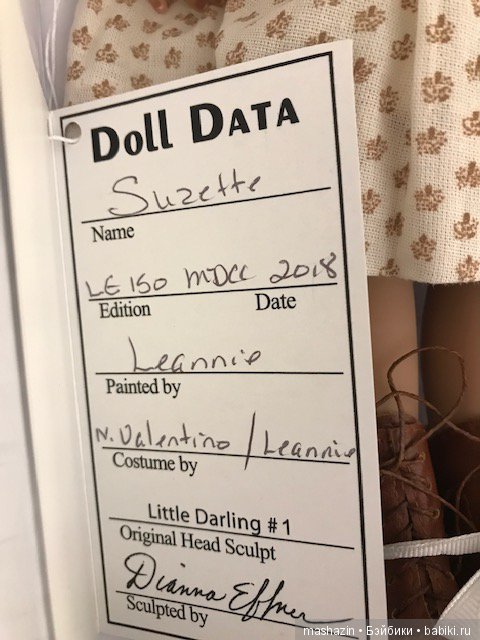 Doll Data
Suzette
Name
LE 150 MDCC 2018
Edition Date
Leannie
Painted by
N. Valentino / Leannie
Costume by
Little Darling #1
Original Head Sculpt
Dianna Effner
Sculpted by
mashazin • Бэйбики • babiki.ru